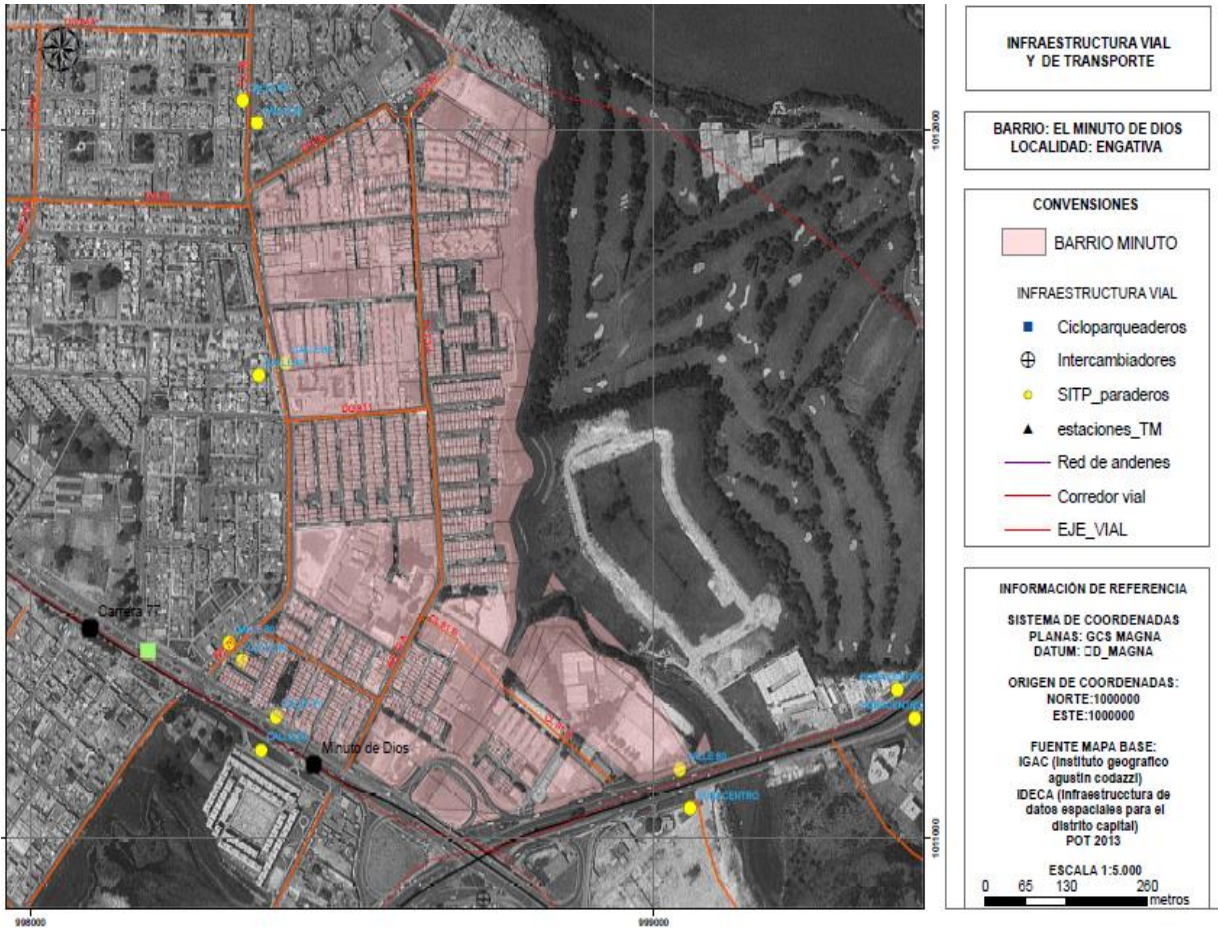 INFRAESTRUCTURA VIAL
Y DE TRANSPORTE
BARRIO: EL MINUTO DE DIOS
LOCALIDAD: ENGATIVA
CONVENSIONES
BARRIO MINUTO
INFRAESTRUCTURA VIAL
Cicloparqueaderos
Intercambiadores
SITP_paraderos
estaciones_TM
Red de andenes
Corredor vial
EJE_VIAL
INFORMACIÓN DE REFERENCIA
SISTEMA DE COORDENADAS
PLANAS: GCS MAGNA
DATUM: □D_MAGNA
ORIGEN DE COORDENADAS:
NORTE:1000000
ESTE:1000000
FUENTE MAPA BASE:
IGAC (Instituto geografico
agustin codazzi)
IDECA (Infraestructura de
datos espaciales para el
distrito capital)
POT 2013
ESCALA 1:5.000
0 65 130 260
metros
Carrera 77
Minuto de Dios
1012000
1011000
998000
999000